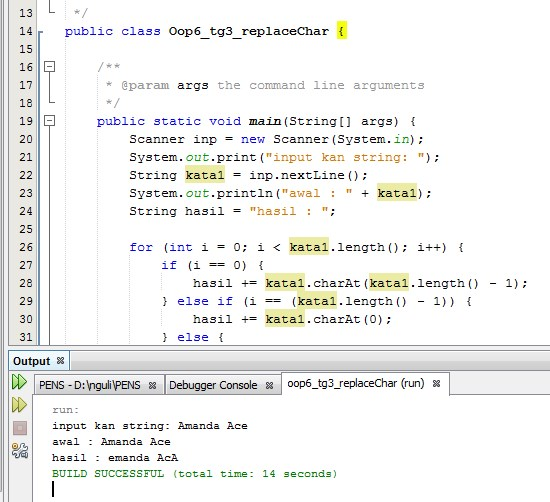 13 */
14 public class Oop6_tg3_replaceChar {
15
16 /**
17 * @param args the command line arguments
18 */
19 public static void main(String[] args) {
20 Scanner inp = new Scanner(System.in);
21 System.out.print("input kan string: ");
22 String kata1 = inp.nextLine();
23 System.out.println("awal : " + kata1);
24 String hasil = "hasil : ";
25
26 for (int i = 0; i < kata1.length(); i++) {
27 if (i == 0) {
28 hasil += kata1.charAt(kata1.length() - 1);
29 } else if (i == (kata1.length() - 1)) {
30 hasil += kata1.charAt(0);
31 } else {
Output
PENS - D:\nguli\PENS Debugger Console oop6_tg3_replaceChar (run)
run:
input kan string: Amanda Ace
awal : Amanda Ace
hasil : emanda AcA
BUILD SUCCESSFUL (total time: 14 seconds)